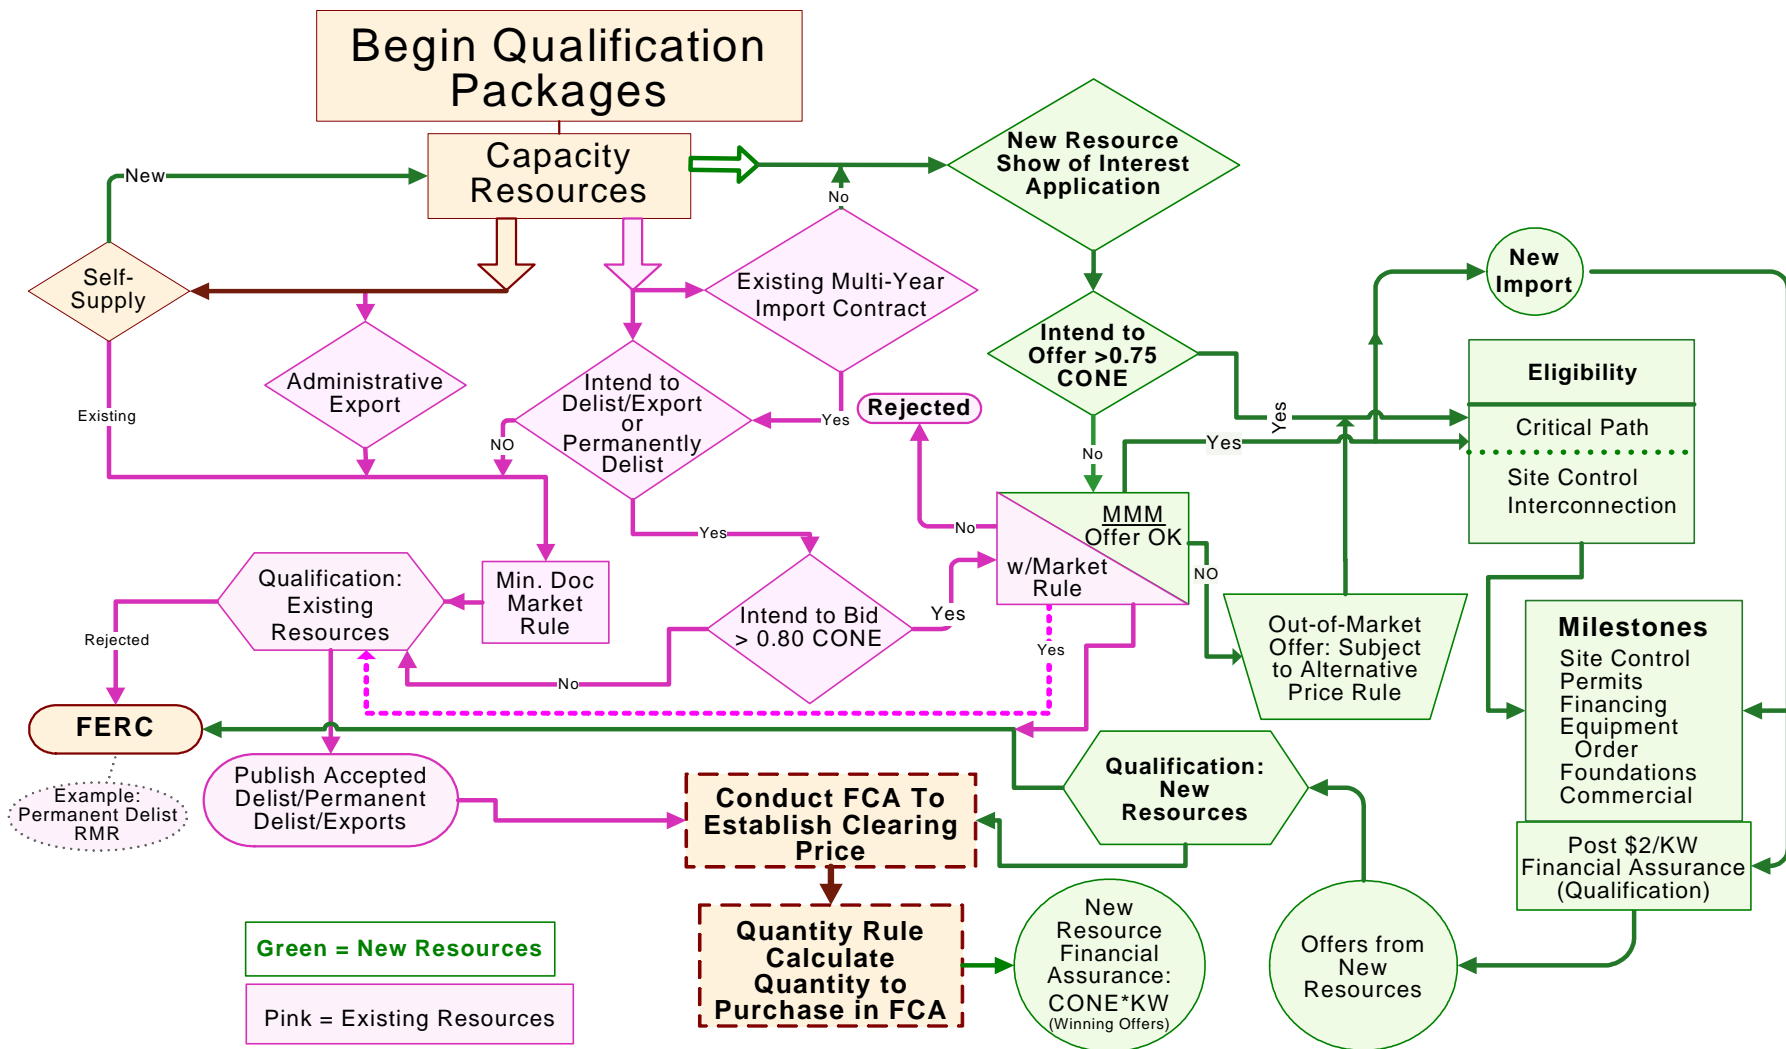 Begin Qualification
Packages
Capacity
Resources
New
No
New Resource
Show of Interest
Application
Self-
Supply
Existing Multi-Year
Import Contract
New
Import
Intend to
Offer >0.75
CONE
Administrative
Export
Intend to
Delist/Export
or
Permanently
Delist
Existing
NO
Yes
Rejected
Yes
No
Yes
Eligibility
Critical Path
Site Control
Interconnection
Yes
No
MMM
Offer OK
w/Market
Rule
NO
Qualification:
Existing
Resources
Min. Doc
Market
Rule
Intend to Bid
> 0.80 CONE
Yes
Yes
No
Rejected
Out-of-Market
Offer: Subject
to Alternative
Price Rule
Milestones
Site Control
Permits
Financing
Equipment
Order
Foundations
Commercial
FERC
Example:
Permanent Delist
RMR
Publish Accepted
Delist/Permanent
Delist/Exports
Conduct FCA To
Establish Clearing
Price
Qualification:
New
Resources
Post $2/KW
Financial Assurance
(Qualification)
Quantity Rule
Calculate
Quantity to
Purchase in FCA
New
Resource
Financial
Assurance:
CONE*KW
(Winning Offers)
Offers from
New
Resources
Green = New Resources
Pink = Existing Resources